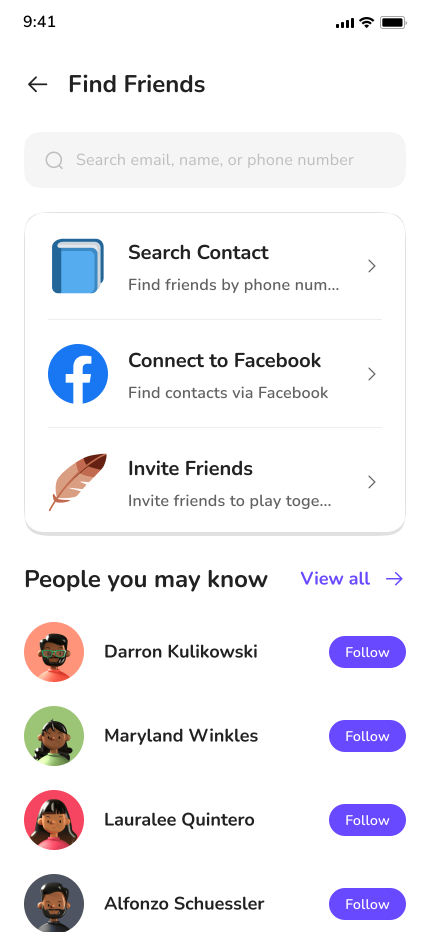 9:41
Find Friends
Search email, name, or phone number
Search Contact
Find friends by phone num...
Connect to Facebook
Find contacts via Facebook
Invite Friends
Invite friends to play toge...
People you may know View all
Darron Kulikowski Follow
Maryland Winkles Follow
Lauralee Quintero Follow
Alfonzo Schuessler Follow